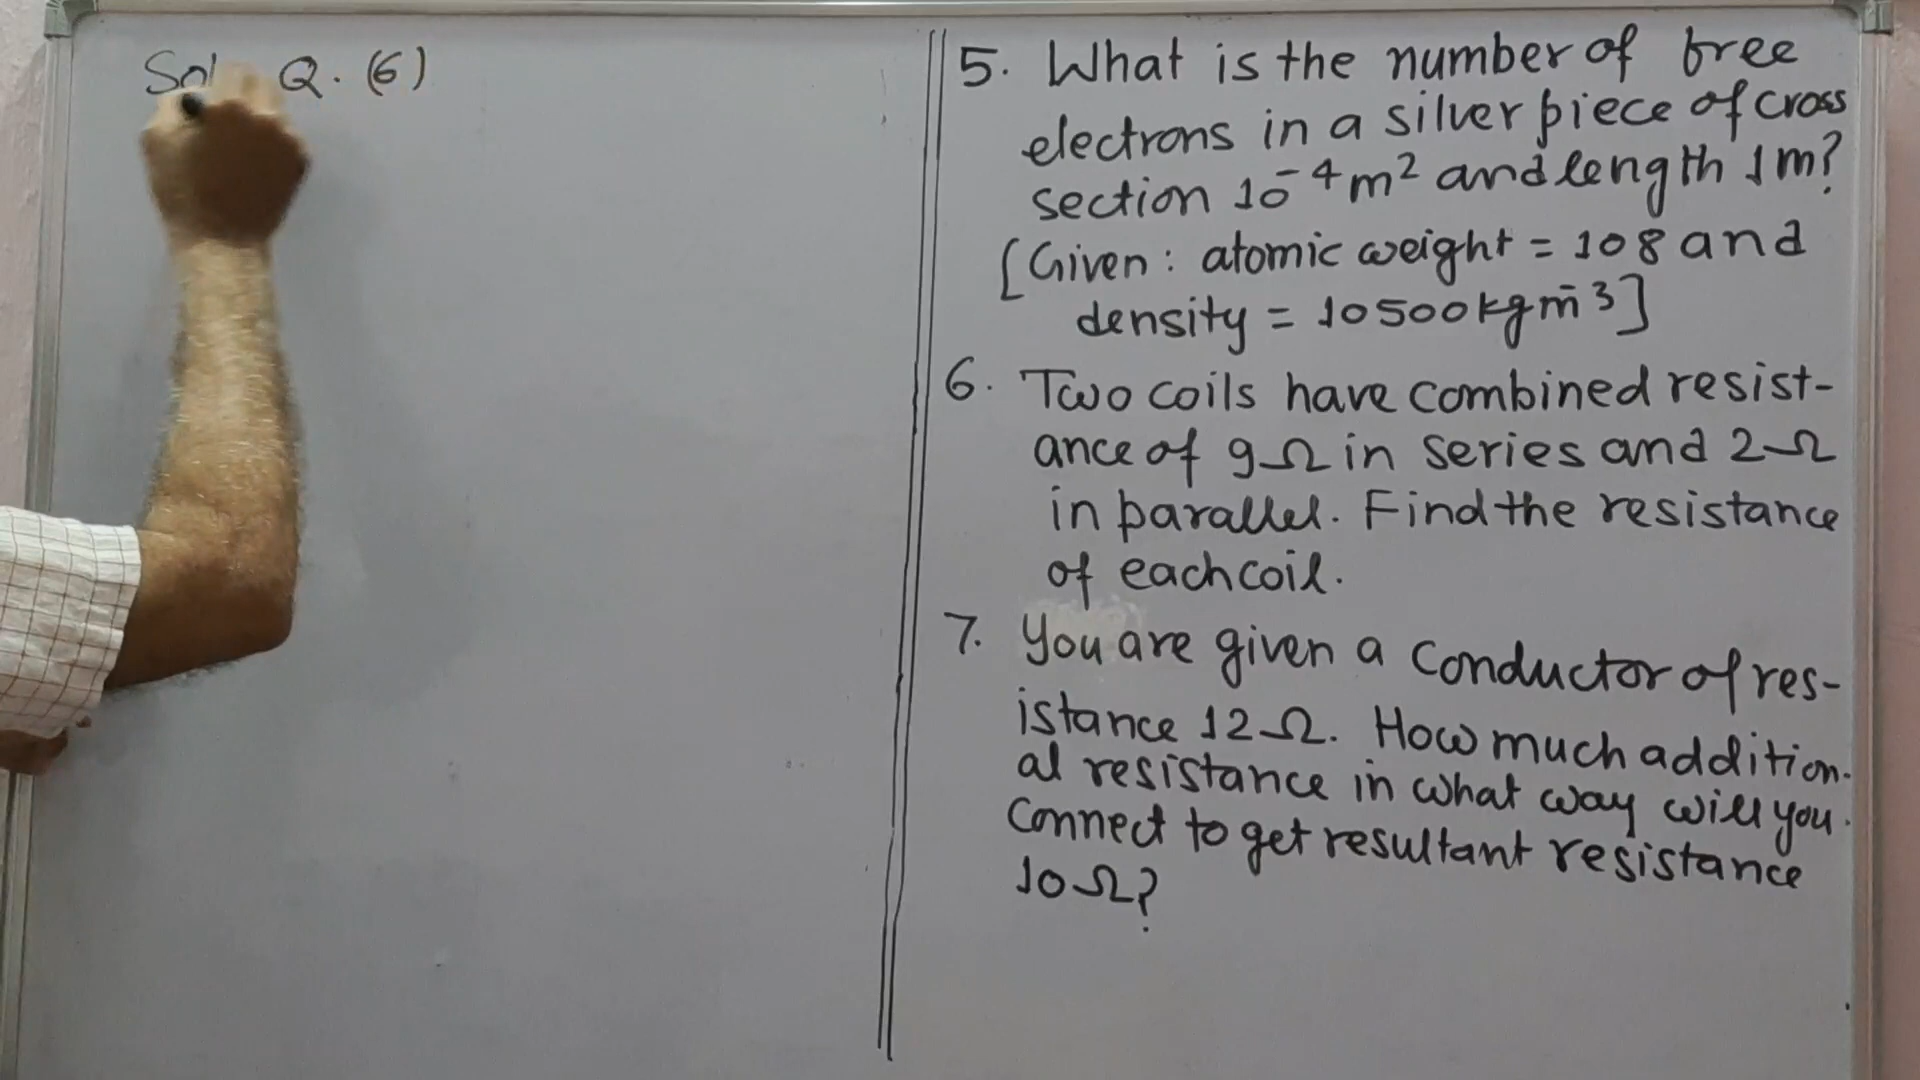 Sol Q. (6)
5. What is the number of free
electrons in a silver piece of cross
section 10⁻⁴m² and length 1m?
[Given: atomic weight = 108 and
density = 10500kgm⁻³]
6. Two coils have combined resist-
ance of 9Ω in series and 2Ω
in parallel. Find the resistance
of each coil.
7. You are given a conductor of res-
istance 12Ω. How much addition-
al resistance in what way will you
connect to get resultant resistance
10Ω?